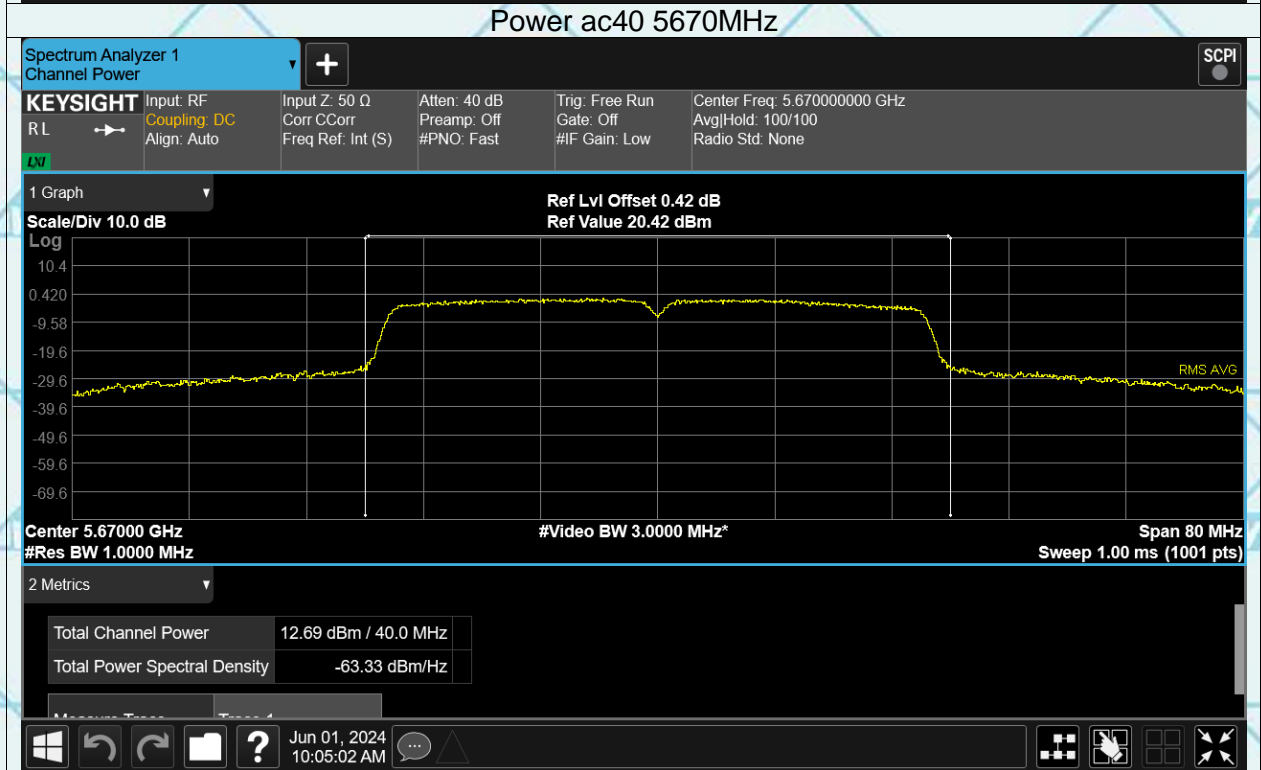 Power ac40 5670MHz
Spectrum Analyzer 1
Channel Power
SCPI
KEYSIGHT
R L
LXI
Input: RF
Coupling: DC
Align: Auto
Input Z: 50 Ω
Corr CCorr
Freq Ref: Int (S)
Atten: 40 dB
Preamp: Off
#PNO: Fast
Trig: Free Run
Gate: Off
#IF Gain: Low
Center Freq: 5.670000000 GHz
Avg|Hold: 100/100
Radio Std: None
1 Graph
Scale/Div 10.0 dB
Ref Lvl Offset 0.42 dB
Ref Value 20.42 dBm
Log
10.4
0.420
-9.58
-19.6
-29.6
-39.6
-49.6
-59.6
-69.6
RMS AVG
Center 5.67000 GHz
#Video BW 3.0000 MHz*
Span 80 MHz
#Res BW 1.0000 MHz
Sweep 1.00 ms (1001 pts)
2 Metrics
Total Channel Power 12.69 dBm / 40.0 MHz
Total Power Spectral Density -63.33 dBm/Hz
Measure Trace Trace 1
Jun 01, 2024
10:05:02 AM